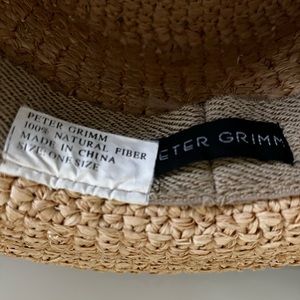 PETER GRIMM
100% NATURAL FIBER
MADE IN CHINA
SIZE: ONE SIZE
PETER GRIMM